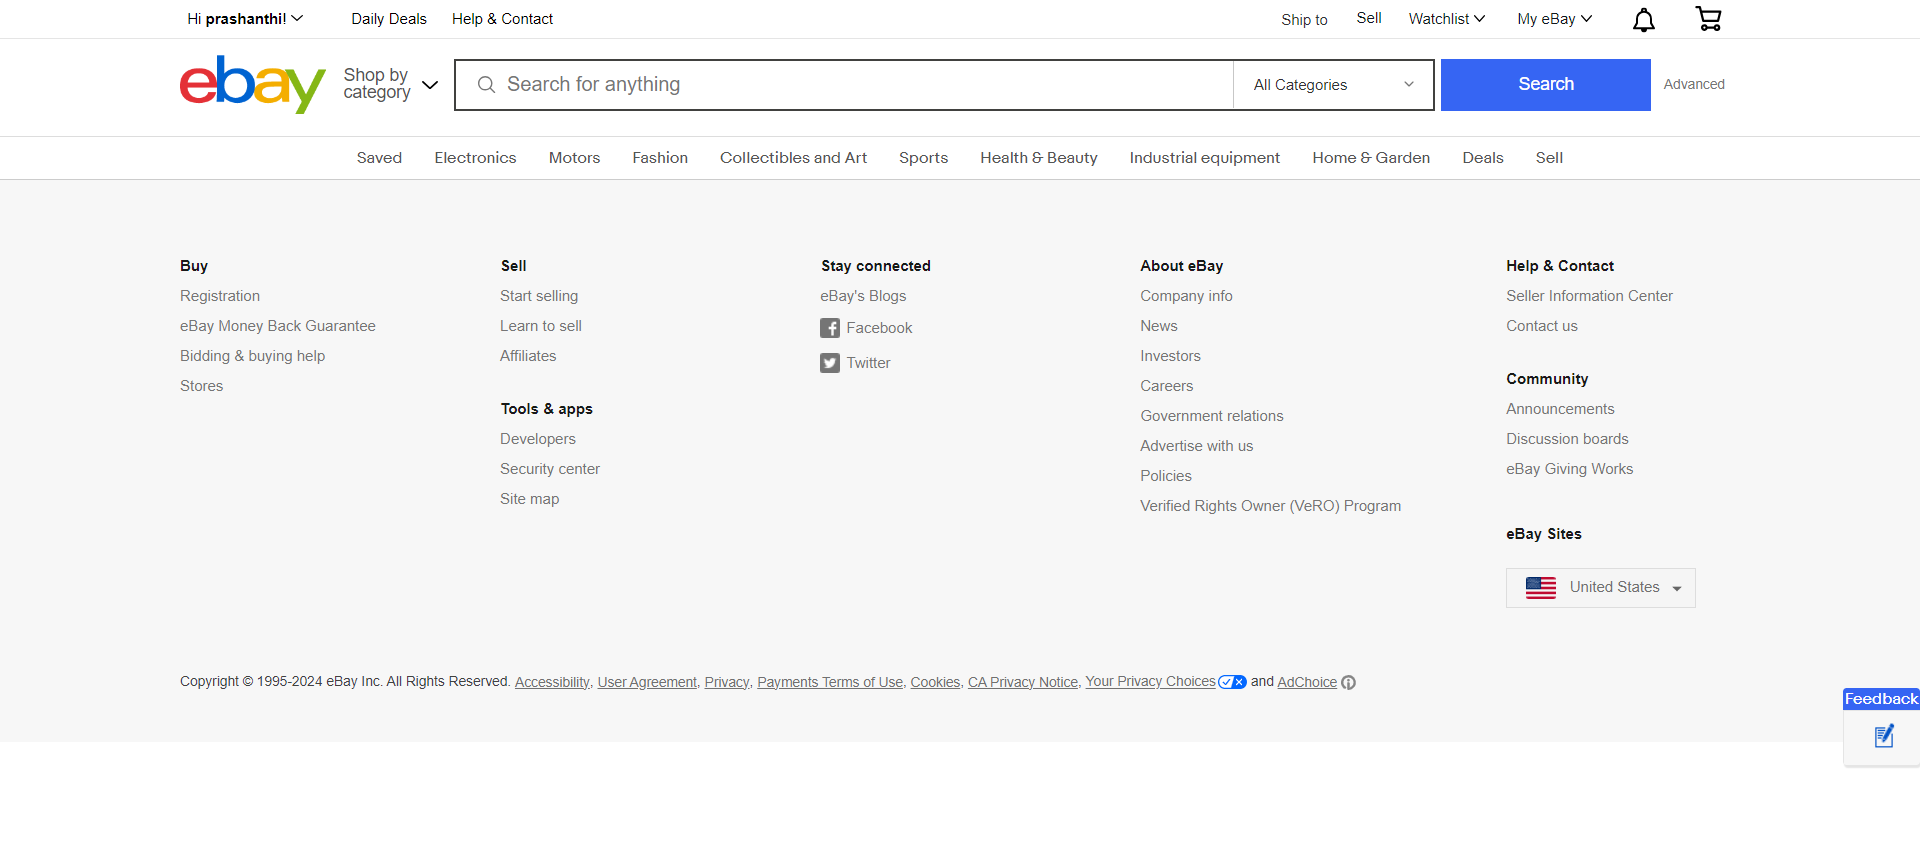 Hi prashanthi! Daily Deals Help & Contact Ship to Sell Watchlist My eBay
ebay Shop by category Search for anything All Categories Search Advanced
Saved Electronics Motors Fashion Collectibles and Art Sports Health & Beauty Industrial equipment Home & Garden Deals Sell
Buy
Registration
eBay Money Back Guarantee
Bidding & buying help
Stores
Sell
Start selling
Learn to sell
Affiliates
Tools & apps
Developers
Security center
Site map
Stay connected
eBay's Blogs
Facebook
Twitter
About eBay
Company info
News
Investors
Careers
Government relations
Advertise with us
Policies
Verified Rights Owner (VeRO) Program
Help & Contact
Seller Information Center
Contact us
Community
Announcements
Discussion boards
eBay Giving Works
eBay Sites
United States
Copyright © 1995-2024 eBay Inc. All Rights Reserved. Accessibility, User Agreement, Privacy, Payments Terms of Use, Cookies, CA Privacy Notice, Your Privacy Choices and AdChoice
Feedback